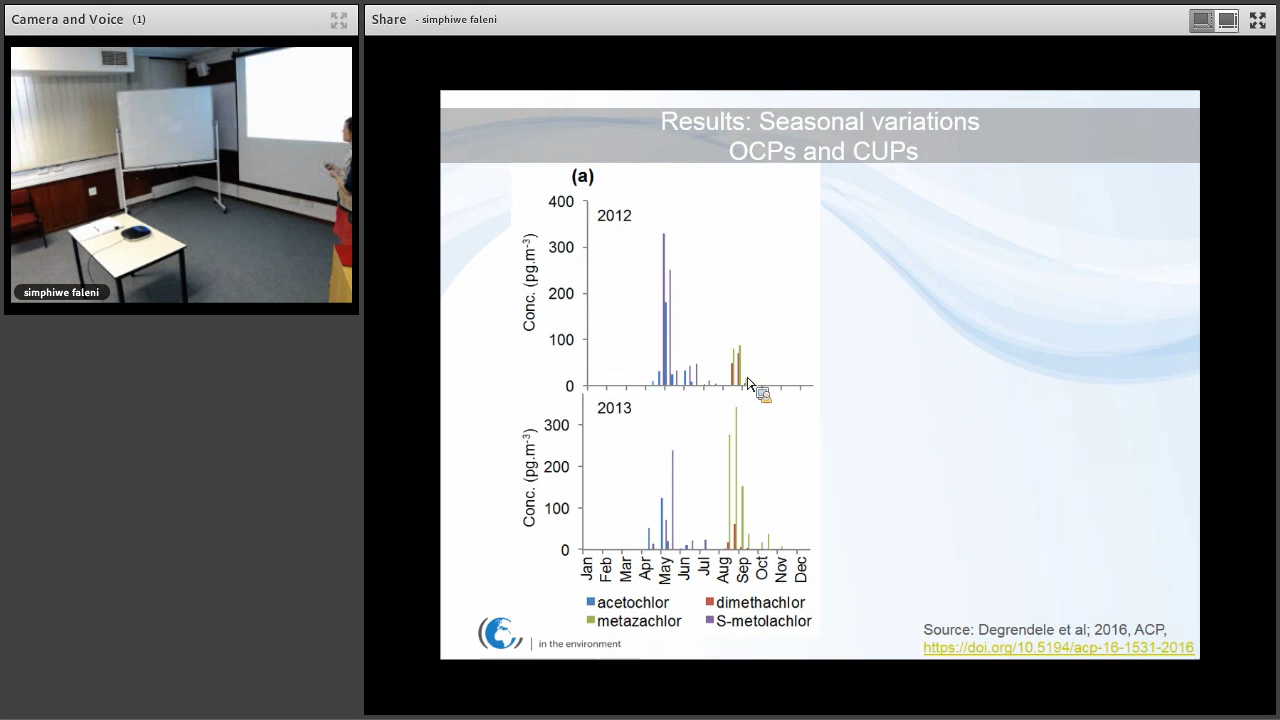 Camera and Voice (1)
simphiwe faleni
Share - simphiwe faleni
Results: Seasonal variations
OCPs and CUPs
(a)
2012
Conc. (pg.m-3)
400
300
200
100
0
2013
Conc. (pg.m-3)
300
200
100
0
Jan Feb Mar Apr May Jun Jul Aug Sep Oct Nov Dec
acetochlor dimethachlor
metazachlor S-metolachlor
in the environment
Source: Degrendele et al; 2016, ACP,
https://doi.org/10.5194/acp-16-1531-2016